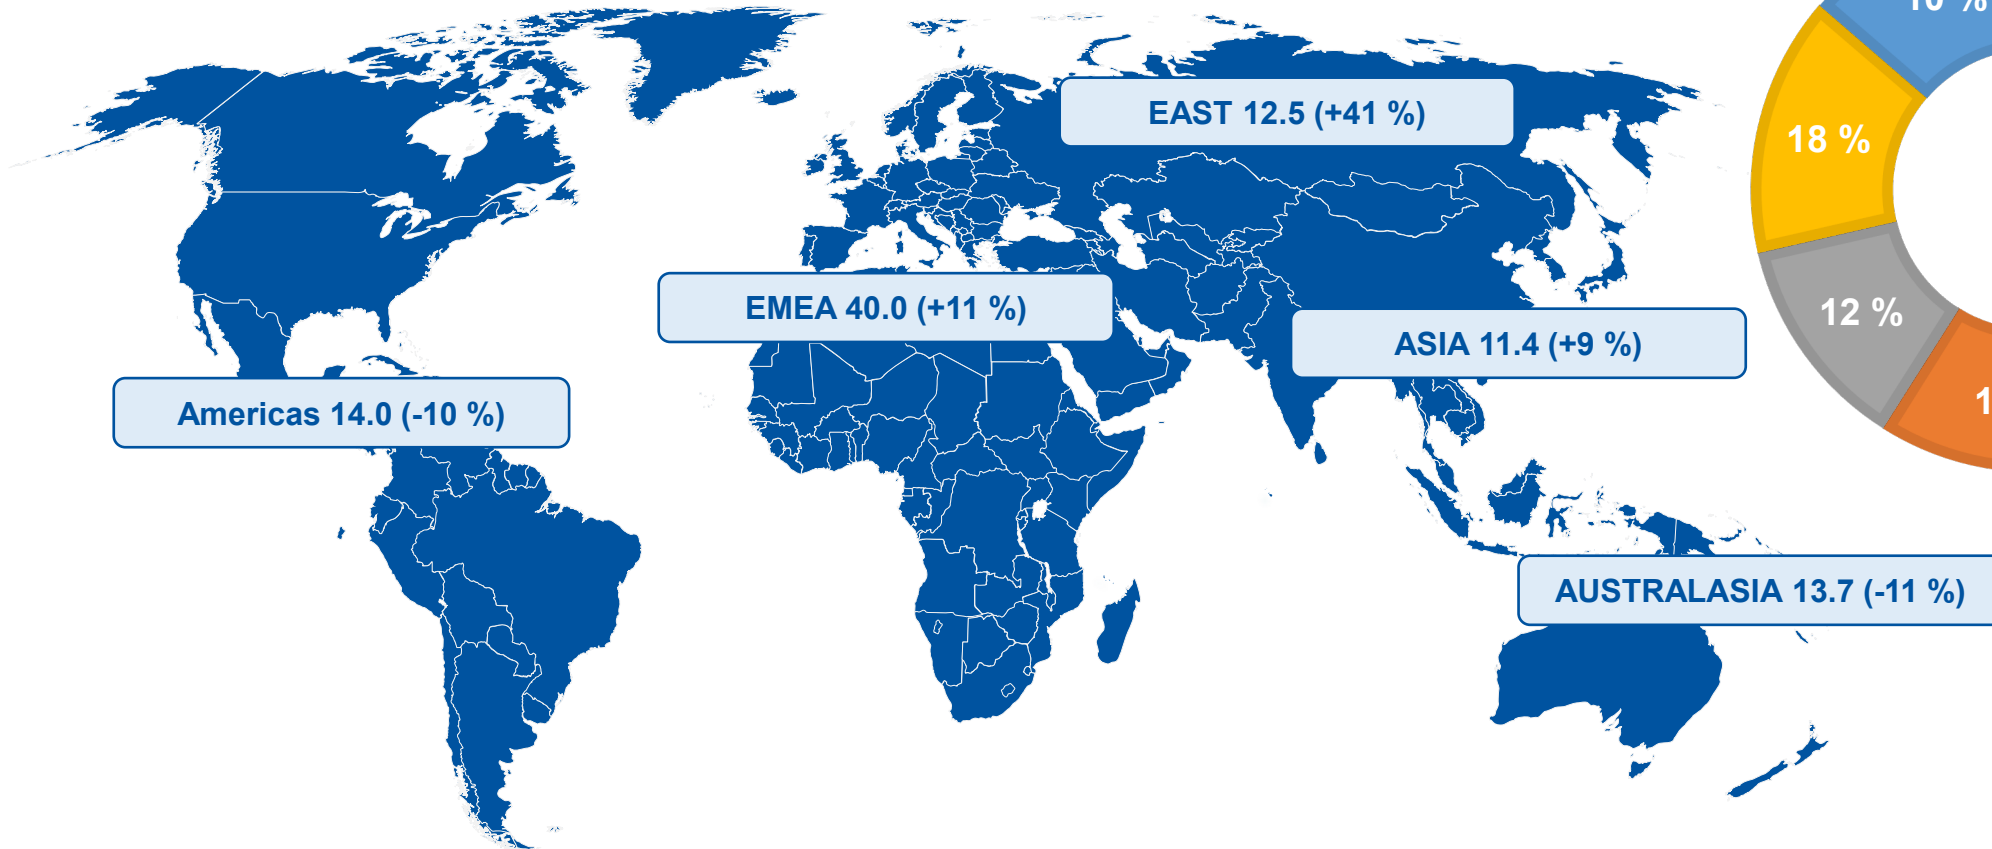 10 %
EAST 12.5 (+41 %)
18 %
EMEA 40.0 (+11 %)
12 %
ASIA 11.4 (+9 %)
Americas 14.0 (-10 %)
AUSTRALASIA 13.7 (-11 %)